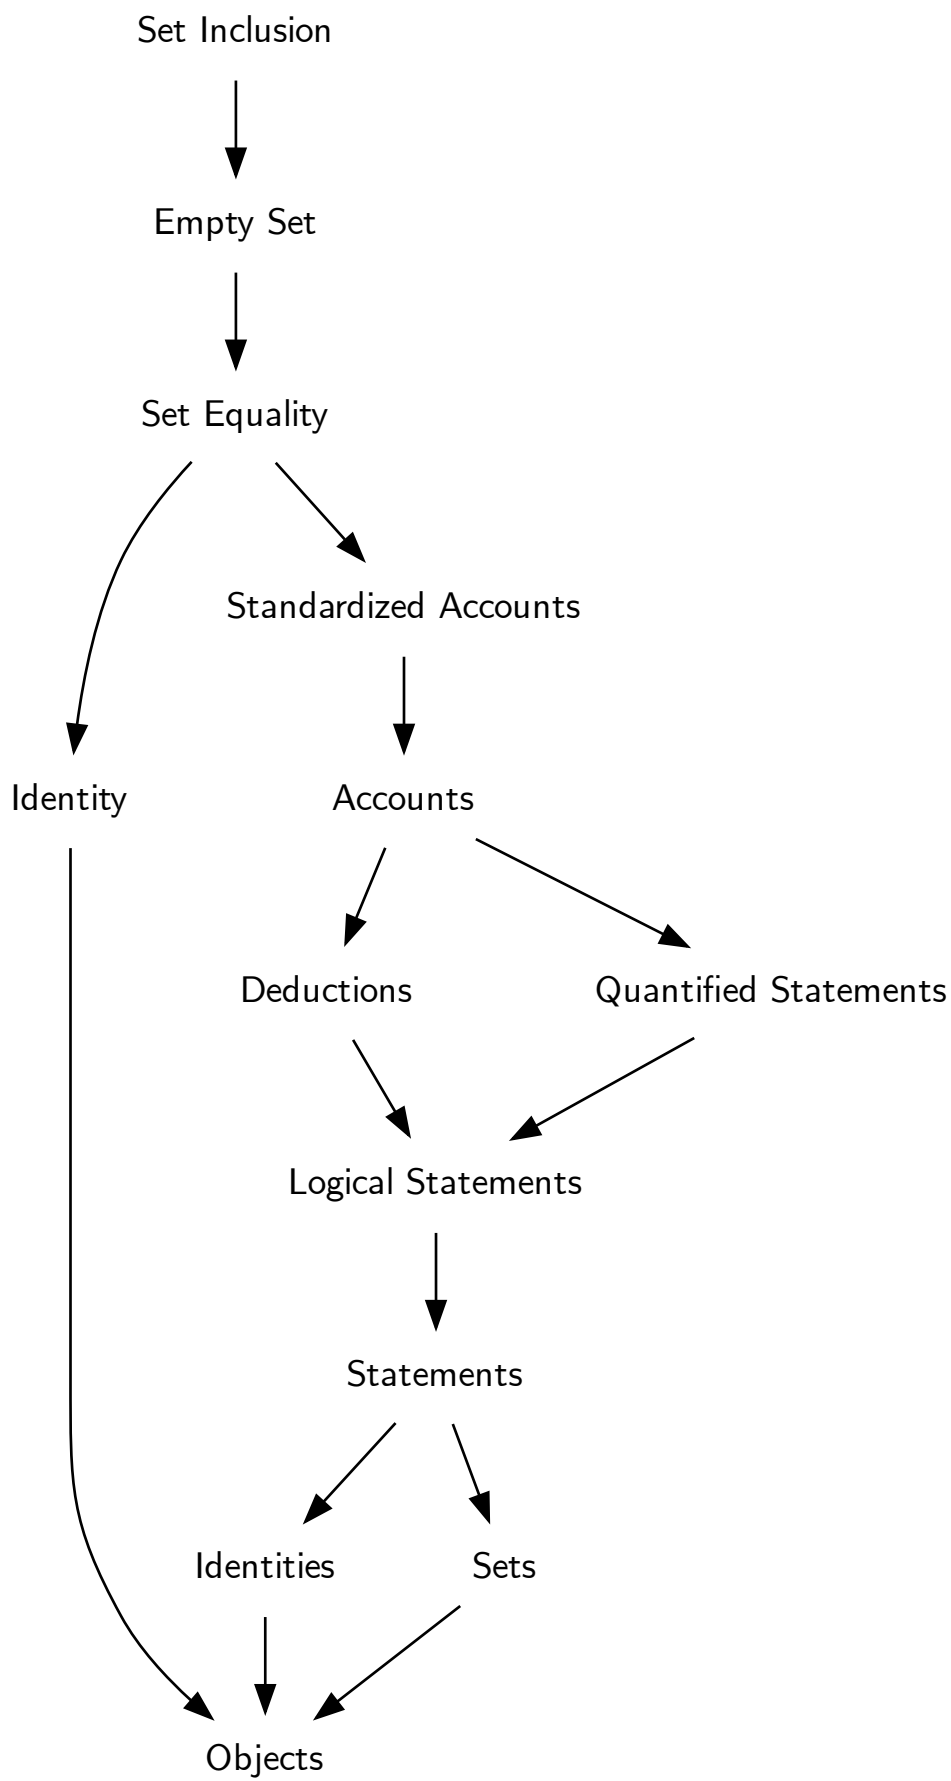 Set Inclusion
Empty Set
Set Equality
Standardized Accounts
Identity
Accounts
Deductions
Quantified Statements
Logical Statements
Statements
Identities
Sets
Objects